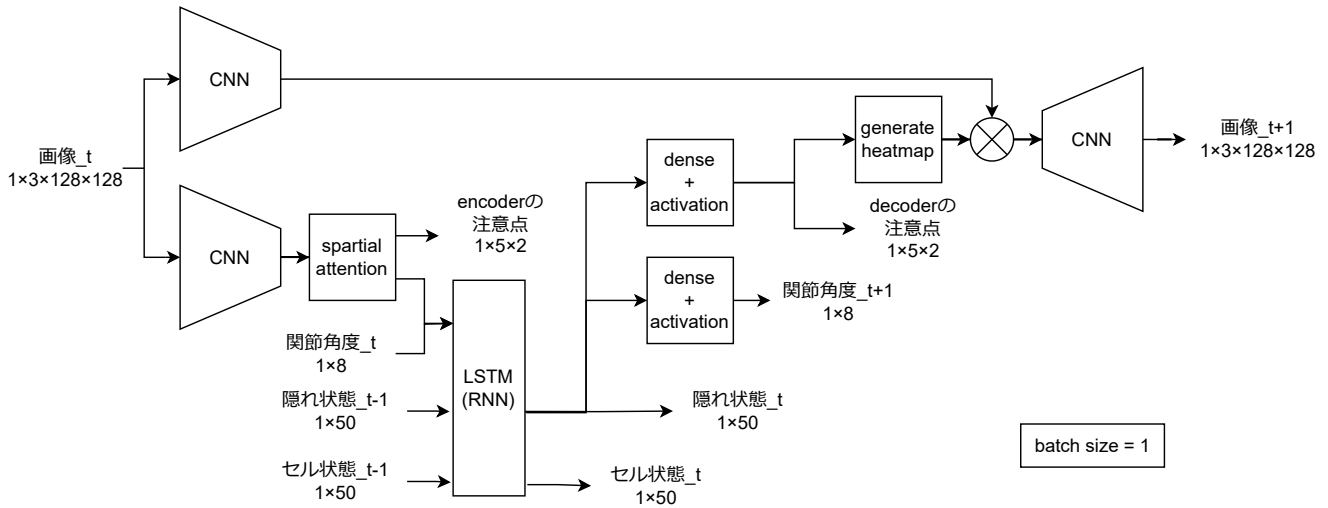 CNN
画像_t
1×3×128×128
CNN
spartial
attention
encoderの
注意点
1×5×2
関節角度_t
1×8
隠れ状態_t-1
1×50
セル状態_t-1
1×50
LSTM
(RNN)
dense
+
activation
dense
+
activation
generate
heatmap
decoderの
注意点
1×5×2
関節角度_t+1
1×8
隠れ状態_t
1×50
セル状態_t
1×50
CNN
画像_t+1
1×3×128×128
batch size = 1